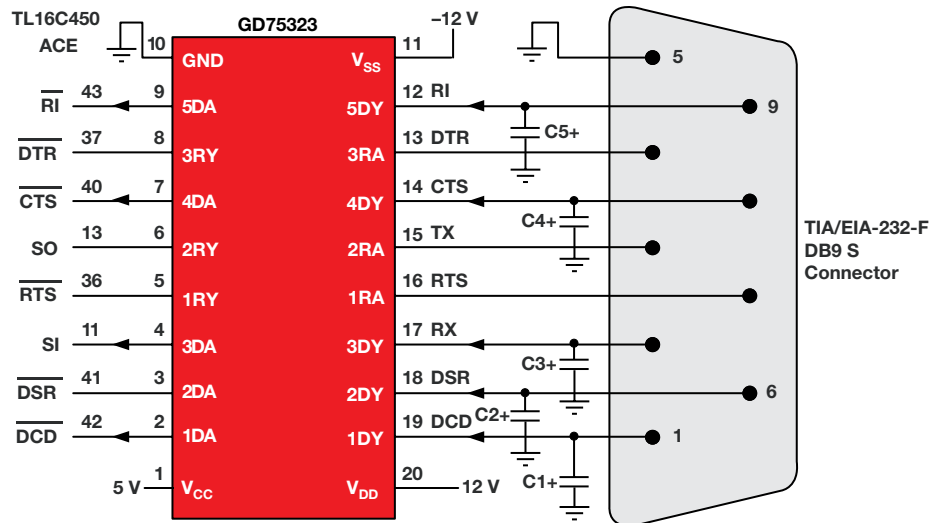 TL16C450
ACE
GD75323
–12 V
10 GND
VSS 11
5
RI 43 9 5DA
5DY 12 RI
9
C5+
DTR 37 8 3RY
3RA 13 DTR
CTS 40 7 4DA
4DY 14 CTS
C4+
SO 13 6 2RY
2RA 15 TX
TIA/EIA-232-F
DB9 S
Connector
RTS 36 5 1RY
1RA 16 RTS
SI 11 4 3DA
3DY 17 RX
C3+
DSR 41 3 2DA
2DY 18 DSR
6
C2+
DCD 42 2 1DA
1DY 19 DCD
1
C1+
5 V 1 VCC
VDD 20 12 V